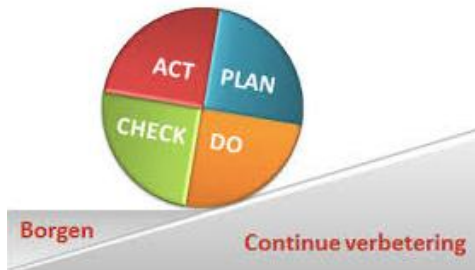 ACT
PLAN
CHECK
DO
Borgen
Continue verbetering